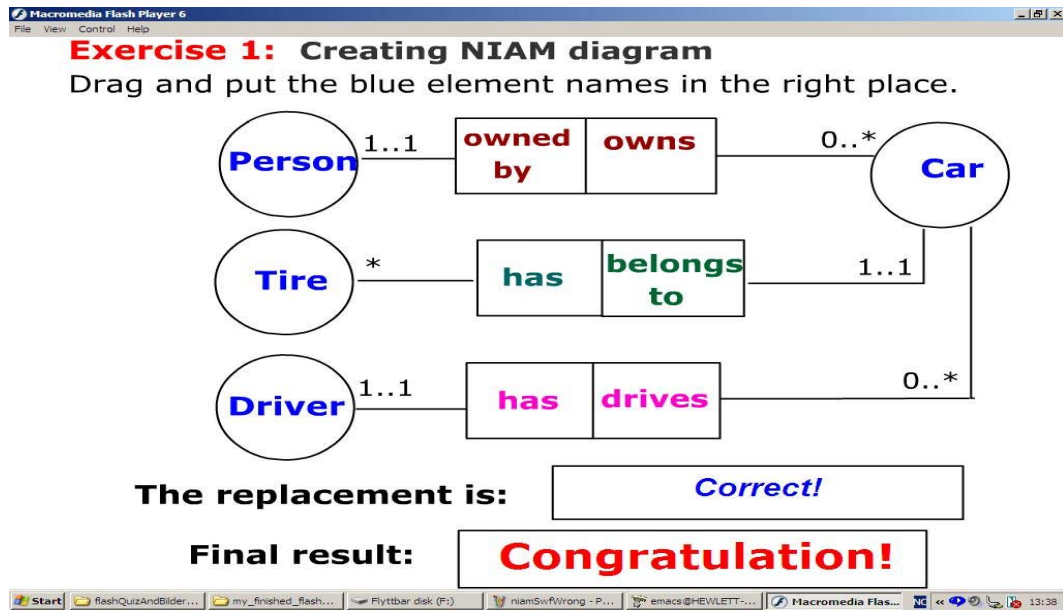 Macromedia Flash Player 6
File View Control Help
Exercise 1: Creating NIAM diagram
Drag and put the blue element names in the right place.
Person 1..1 owned by owns 0..* Car
Tire * has belongs to 1..1
Driver 1..1 has drives 0..*
The replacement is: Correct!
Final result: Congratulation!
Start flashQuizAndBilder... my_finished_flash... Flyttbar disk (F:) niamSwfWrong - P... emacs@HEWLETT-... Macromedia Flas... NG « 13:38